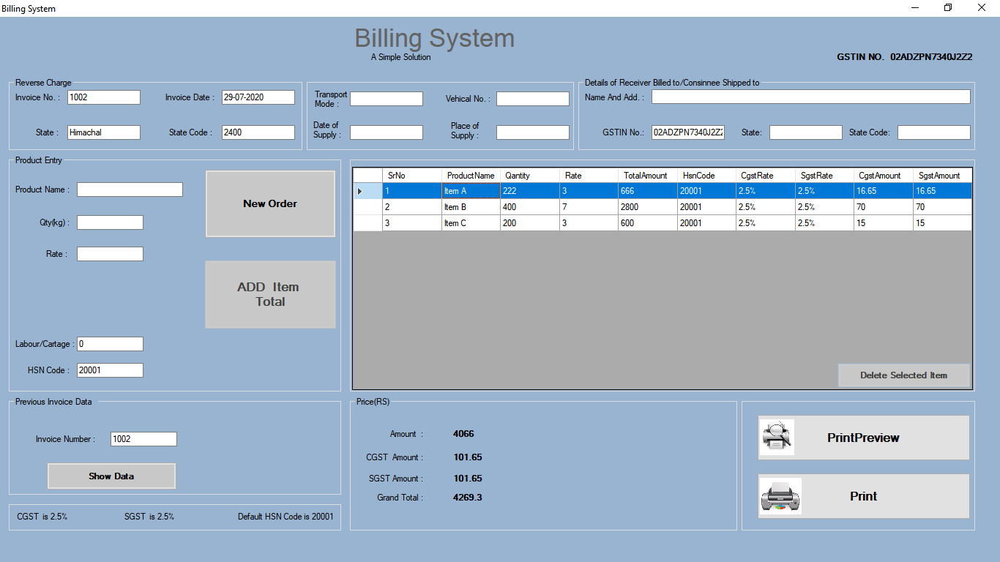 Billing System
Billing System
A Simple Solution
GSTIN NO. 02ADZPN7340J2Z2
Reverse Charge
Invoice No. : 1002 Invoice Date : 29-07-2020
State : Himachal State Code : 2400
Transport Mode : Vehical No. :
Date of Supply : Place of Supply :
Details of Receiver Billed to/Consinnee Shipped to
Name And Add. :
GSTIN No.: 02ADZPN7340J2Z2 State: State Code:
Product Entry
Product Name :
Qty(kg) :
Rate :
New Order
ADD Item
Total
Labour/Cartage : 0
HSN Code : 20001
SrNo ProductName Qantity Rate TotalAmount HsnCode CgstRate SgstRate CgstAmount SgstAmount
1 Item A 222 3 666 20001 2.5% 2.5% 16.65 16.65
2 Item B 400 7 2800 20001 2.5% 2.5% 70 70
3 Item C 200 3 600 20001 2.5% 2.5% 15 15
Delete Selected Item
Previous Invoice Data
Invoice Number : 1002
Show Data
CGST is 2.5% SGST is 2.5% Default HSN Code is 20001
Price(RS)
Amount : 4066
CGST Amount : 101.65
SGST Amount : 101.65
Grand Total : 4269.3
PrintPreview
Print